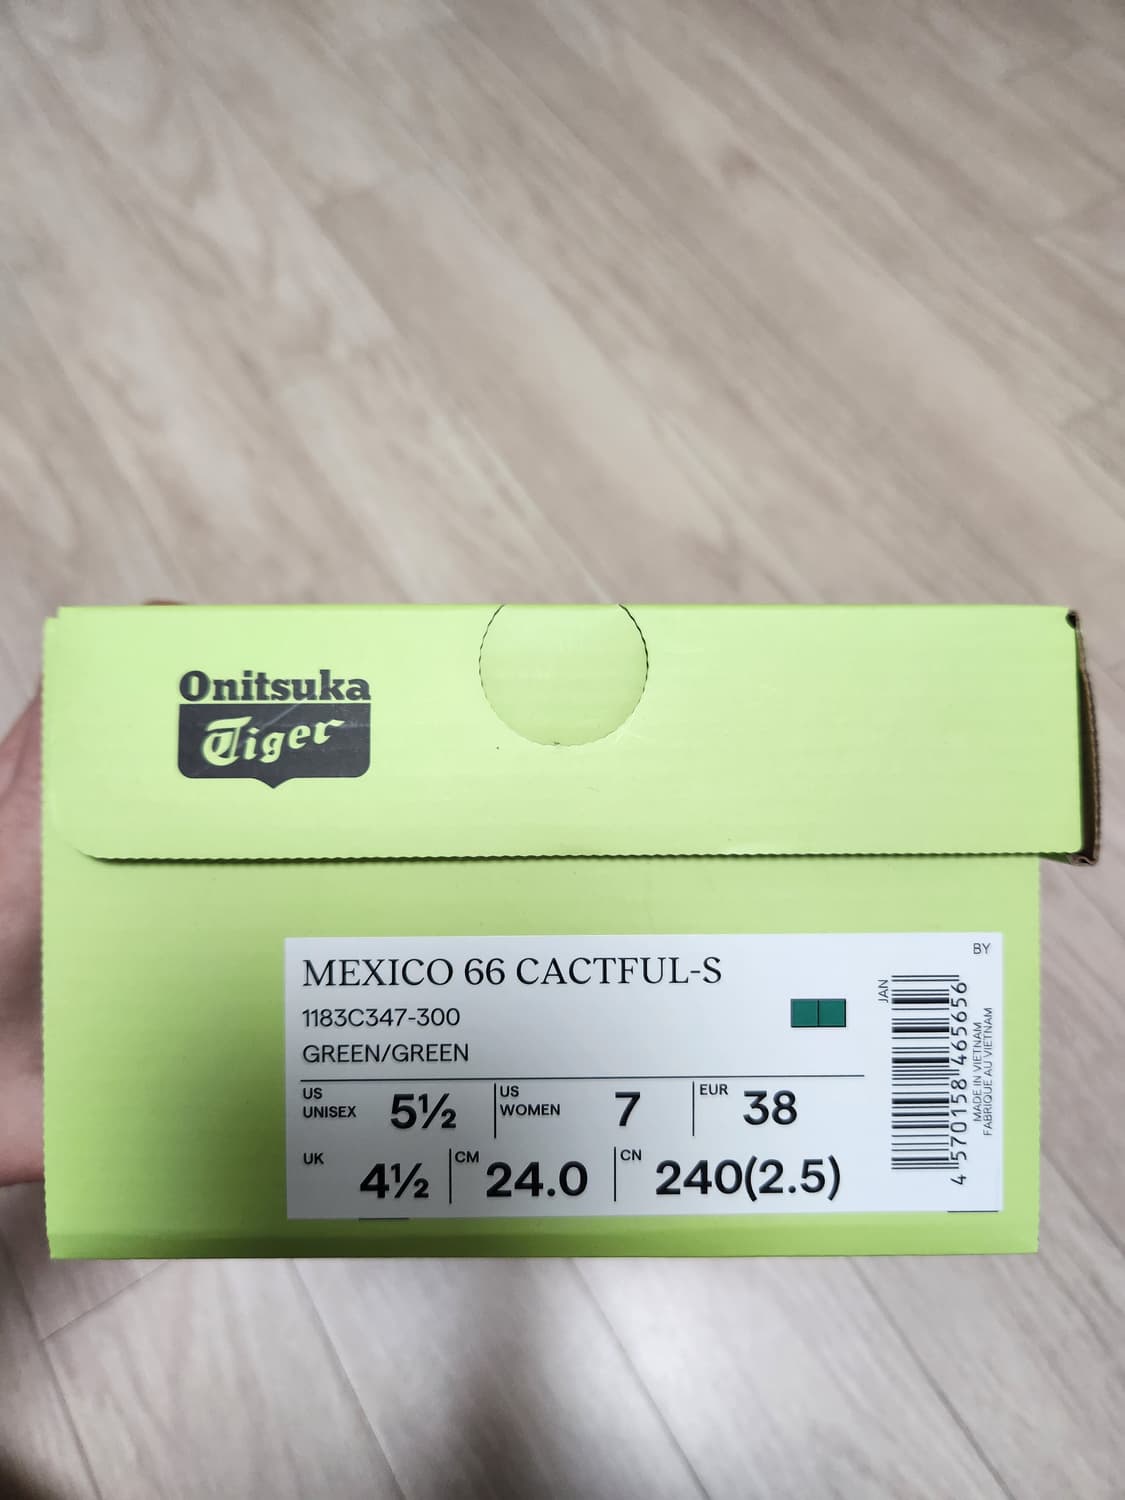 Onitsuka
Tiger
MEXICO 66 CACTFUL-S
1183C347-300
GREEN/GREEN
US UNISEX 5½ US WOMEN 7 EUR 38
UK 4½ CM 24.0 CN 240(2.5)
BY
JAN
4 570158 465656
MADE IN VIETNAM
FABRIQUE AU VIETNAM